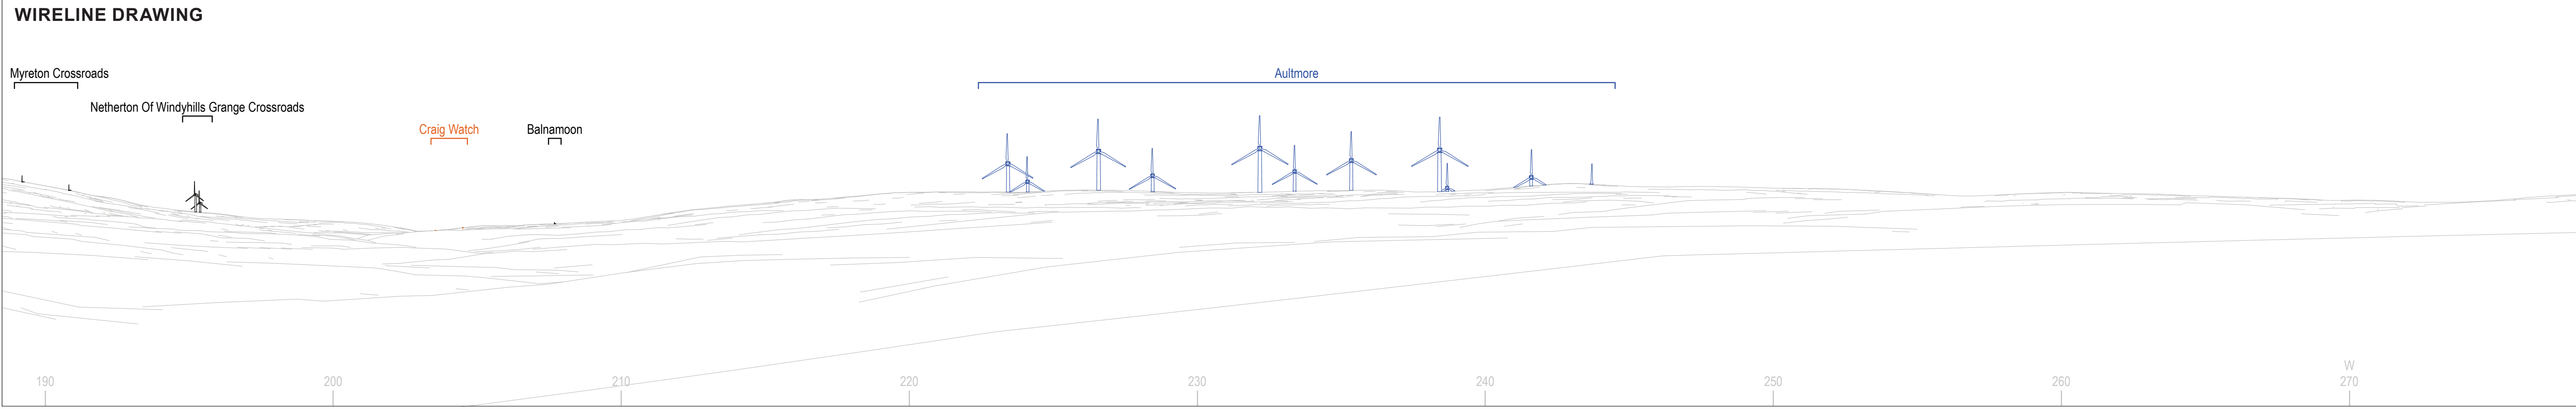 WIRELINE DRAWING
Myreton Crossroads
Aultmore
Netherton Of Windyhills Grange Crossroads
Craig Watch
Balnamoon
W
190 200 210 220 230 240 250 260 270